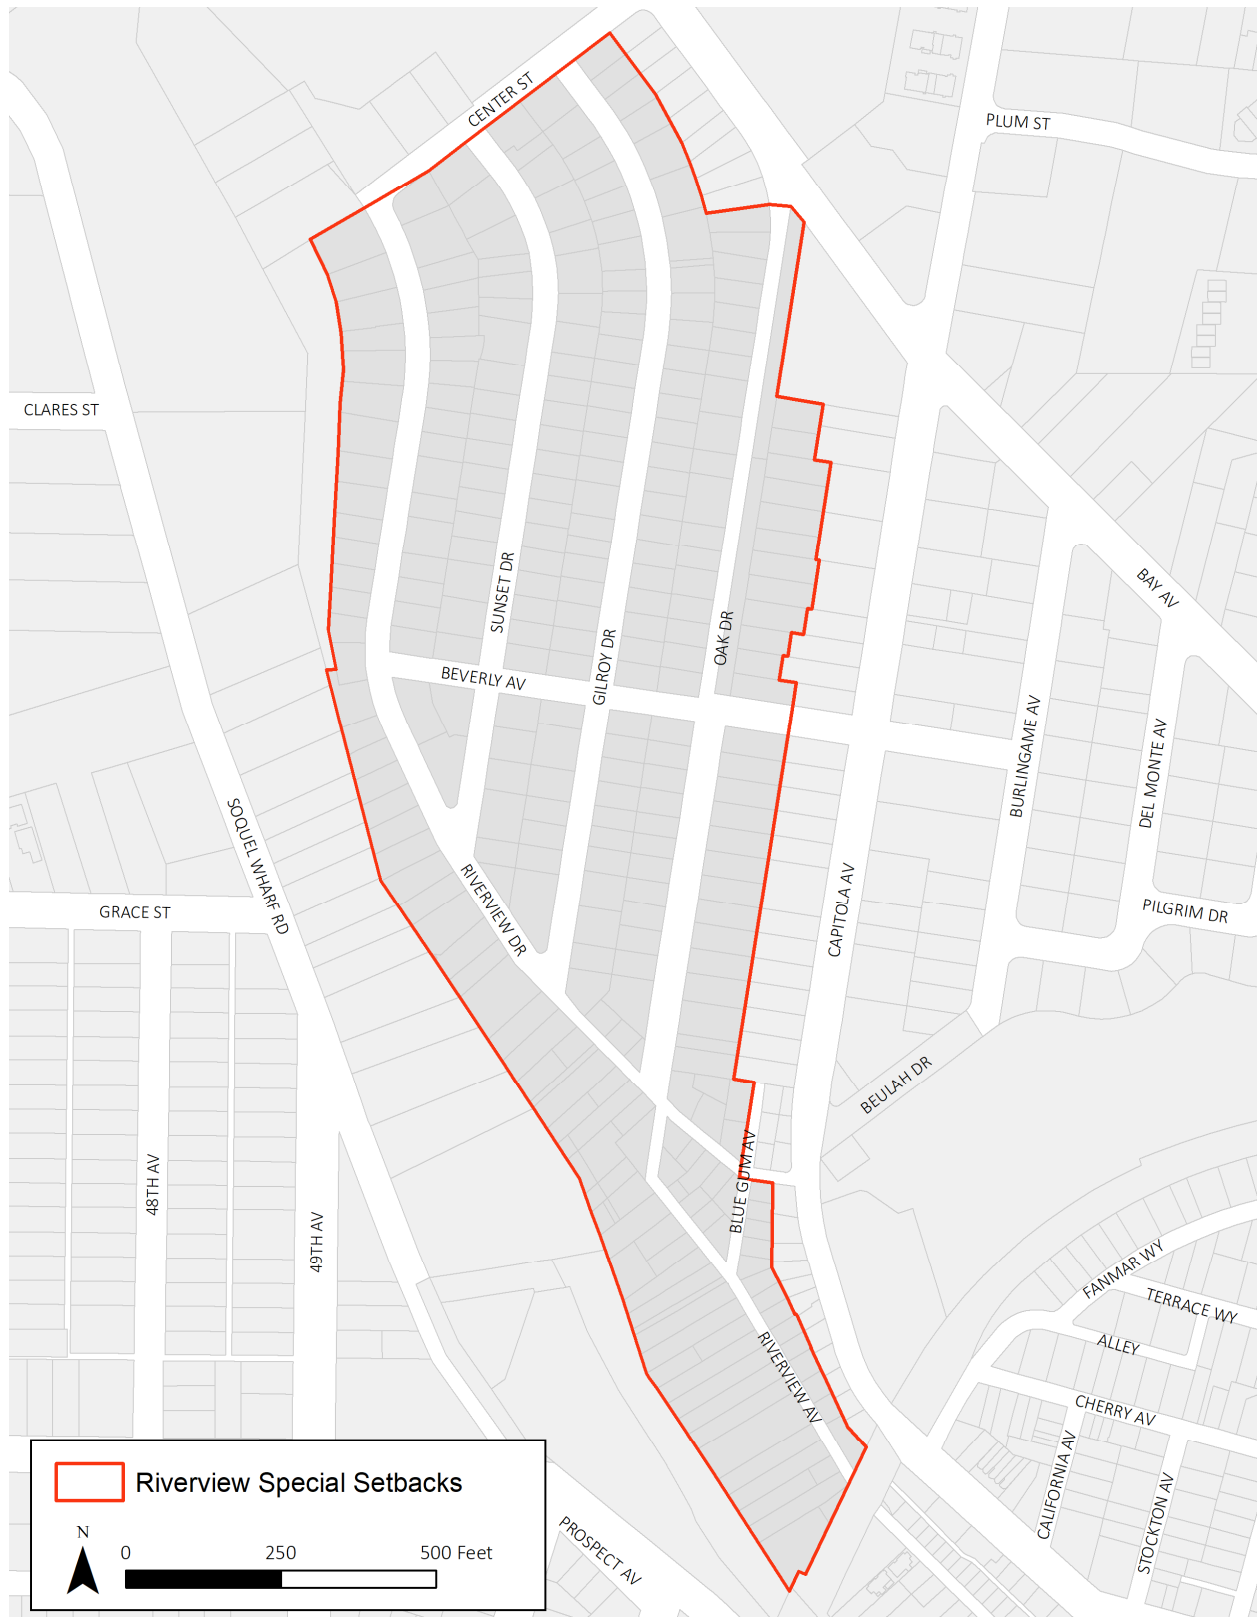 CENTER ST
PLUM ST
CLARES ST
BAY AV
SUNSET DR
GILROY DR
OAK DR
BEVERLY AV
BURLINGAME AV
DEL MONTE AV
SOQUEL WHARF RD
RIVERVIEW DR
CAPITOLA AV
GRACE ST
PILGRIM DR
BEULAH DR
48TH AV
49TH AV
BLUE GUM AV
FANMAR WY
TERRACE WY
ALLEY
RIVERVIEW AV
CHERRY AV
CALIFORNIA AV
STOCKTON AV
PROSPECT AV
Riverview Special Setbacks
N
0 250 500 Feet